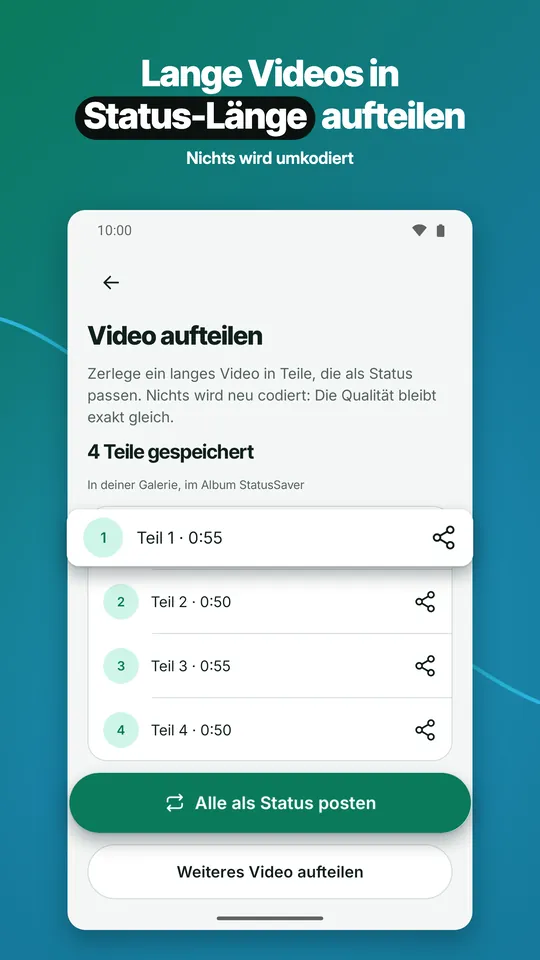 Lange Videos in
Status-Länge aufteilen
Nichts wird umkodiert
10:00
Video aufteilen
Zerlege ein langes Video in Teile, die als Status
passen. Nichts wird neu codiert: Die Qualität bleibt
exakt gleich.
4 Teile gespeichert
In deiner Galerie, im Album StatusSaver
1 Teil 1 · 0:55
2 Teil 2 · 0:50
3 Teil 3 · 0:55
4 Teil 4 · 0:50
Alle als Status posten
Weiteres Video aufteilen